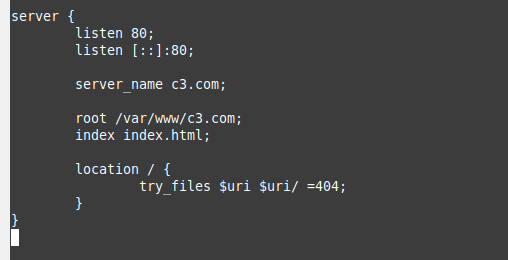 server {
        listen 80;
        listen [::]:80;

        server_name c3.com;

        root /var/www/c3.com;
        index index.html;

        location / {
                try_files $uri $uri/ =404;
        }
}